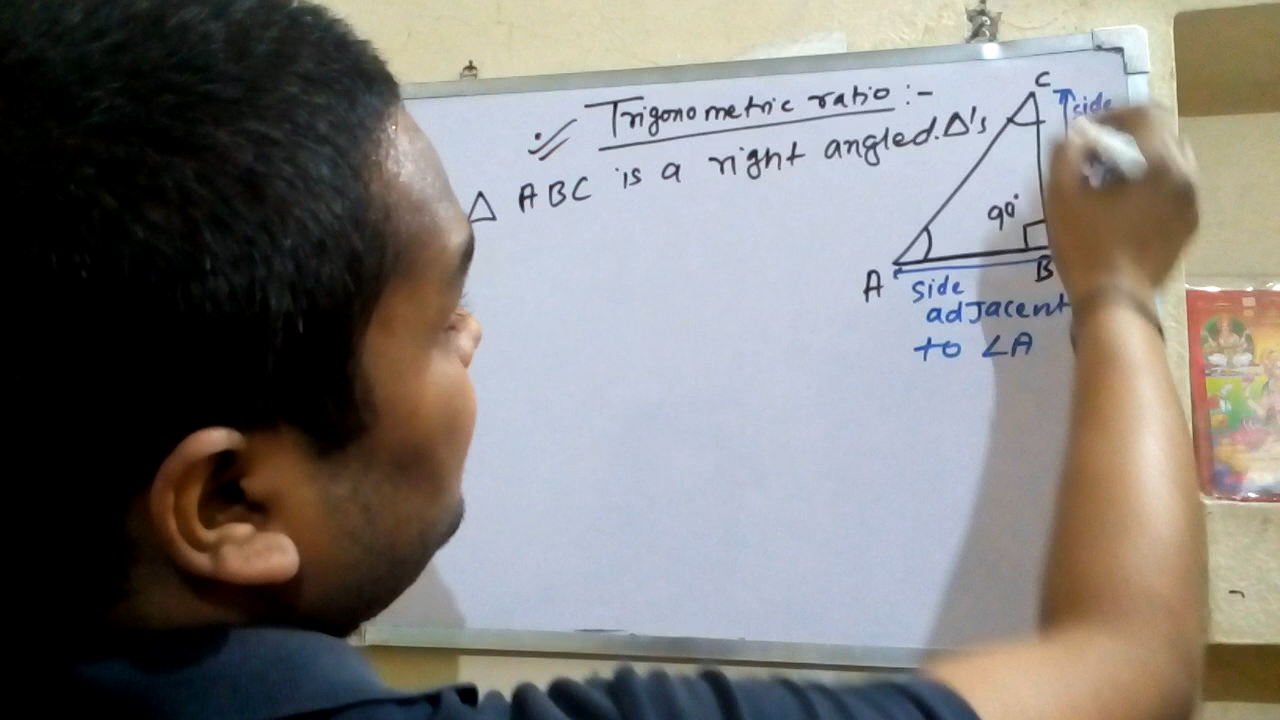 Trigonometric ratio :-
Δ ABC is a right angled. Δ's
C
side
90°
A
B
side
adjacent
to ∠A